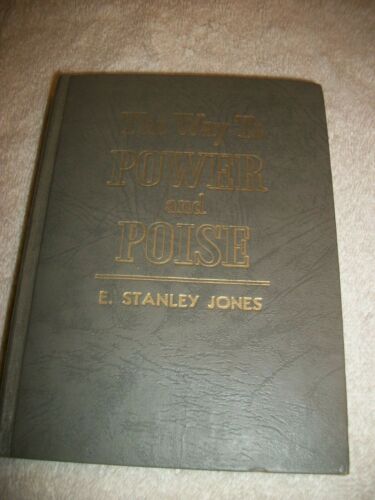 The Way To
POWER
and
POISE
E. STANLEY JONES